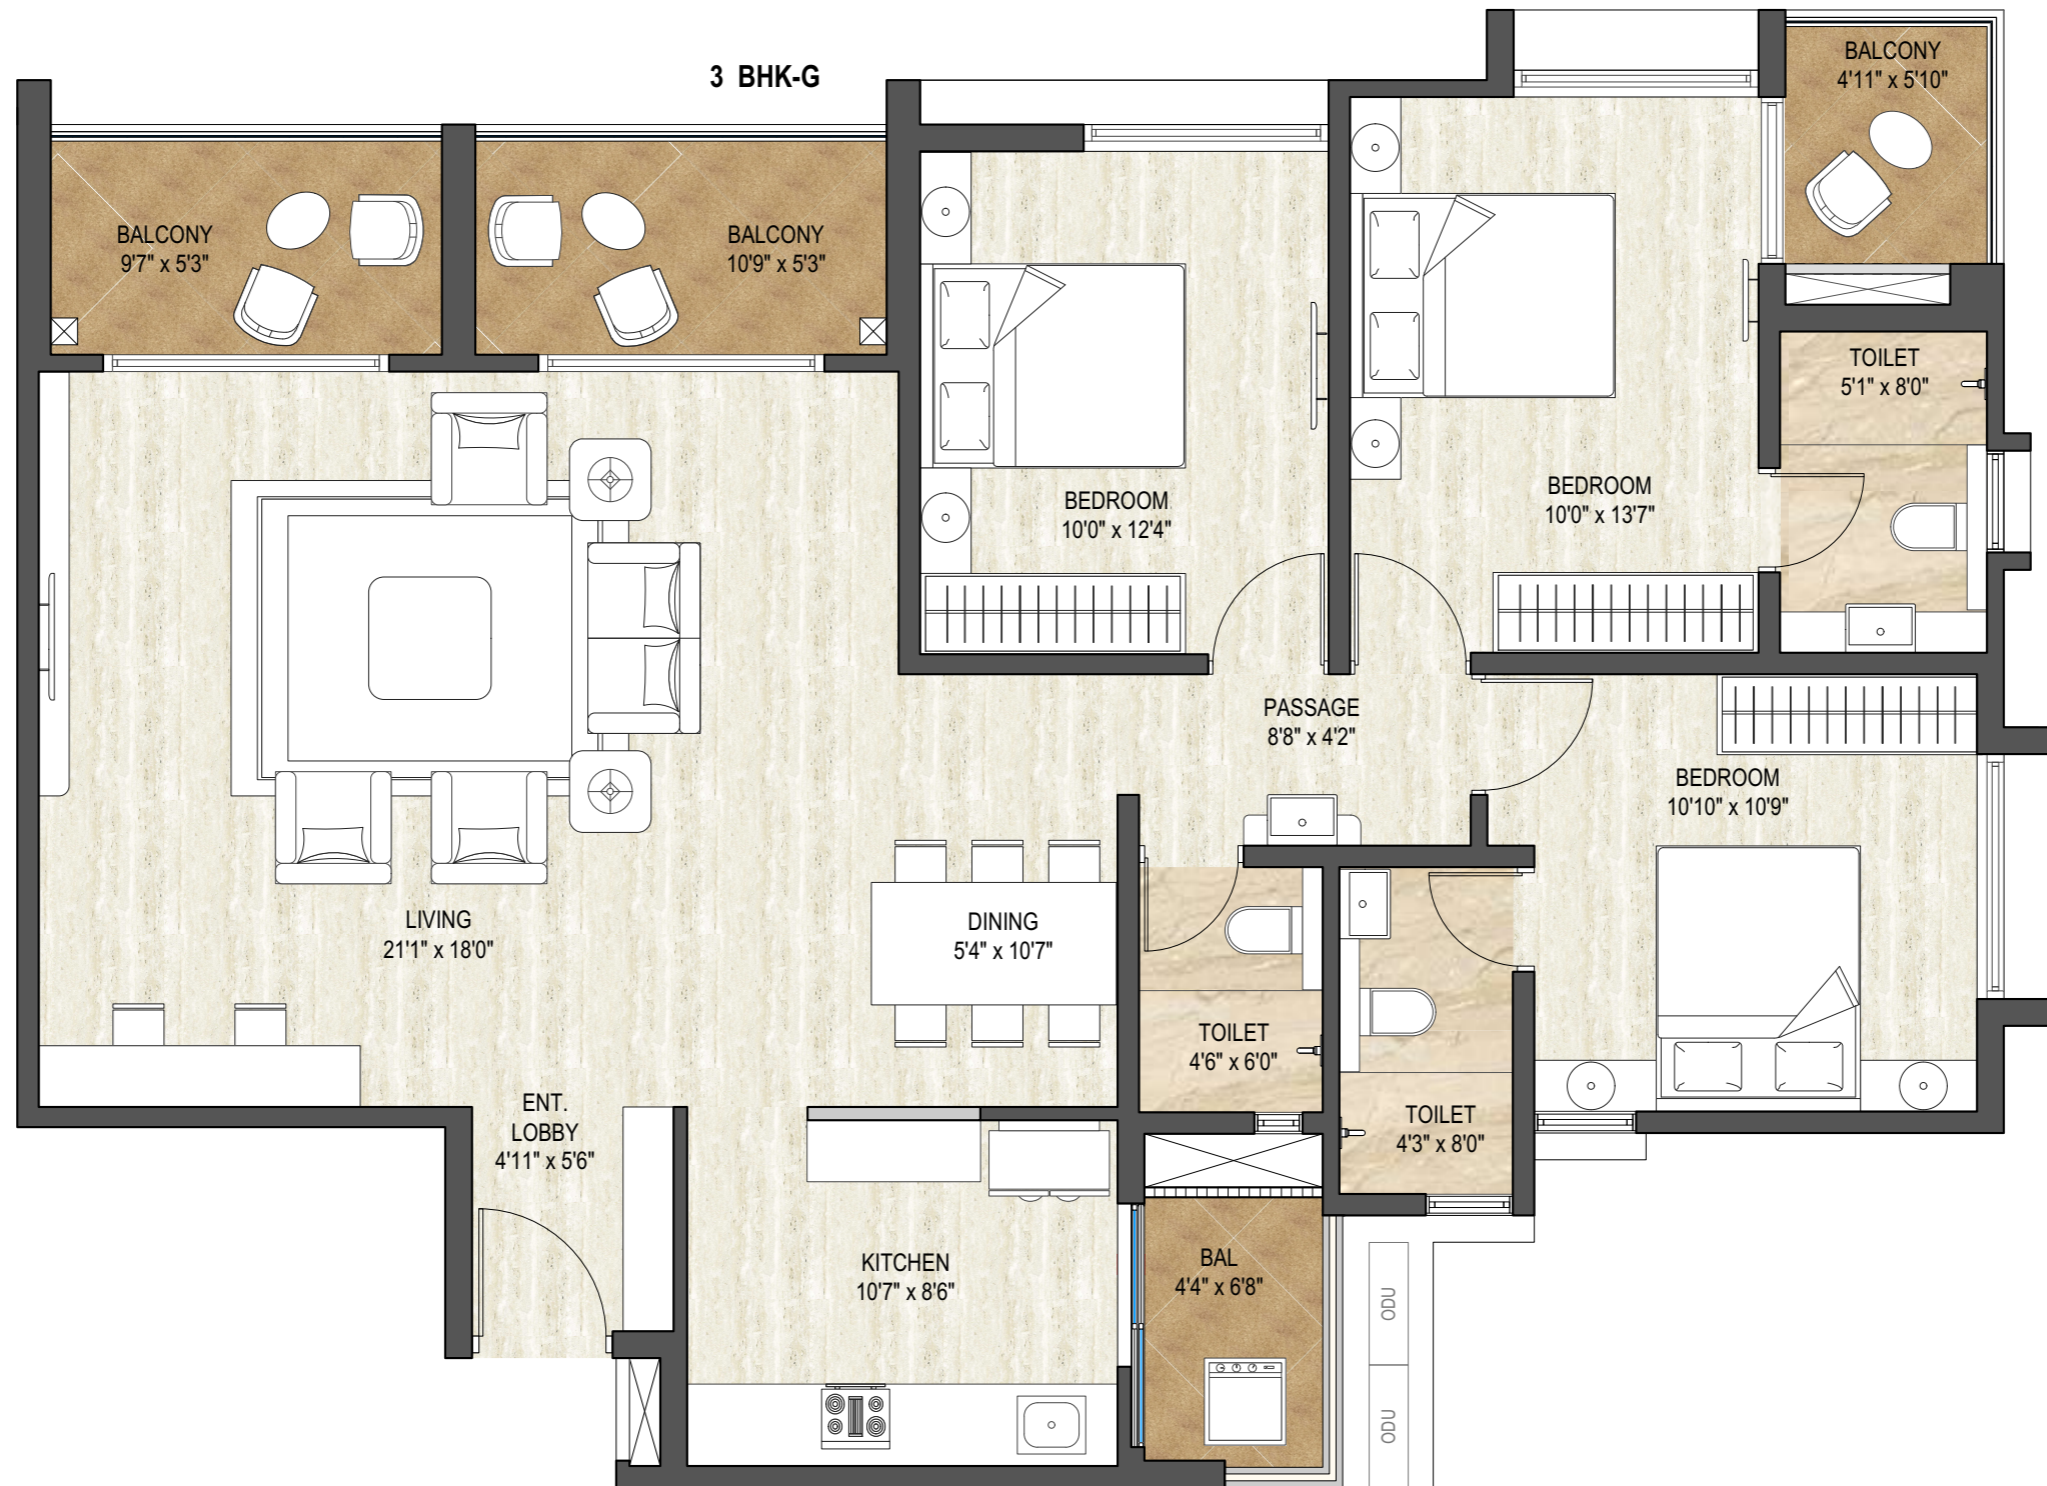 3 BHK-G
BALCONY
4'11" x 5'10"
BALCONY
9'7" x 5'3"
BALCONY
10'9" x 5'3"
TOILET
5'1" x 8'0"
BEDROOM
10'0" x 12'4"
BEDROOM
10'0" x 13'7"
PASSAGE
8'8" x 4'2"
BEDROOM
10'10" x 10'9"
LIVING
21'1" x 18'0"
DINING
5'4" x 10'7"
TOILET
4'6" x 6'0"
ENT.
LOBBY
4'11" x 5'6"
TOILET
4'3" x 8'0"
KITCHEN
10'7" x 8'6"
BAL
4'4" x 6'8"
ODU
ODU